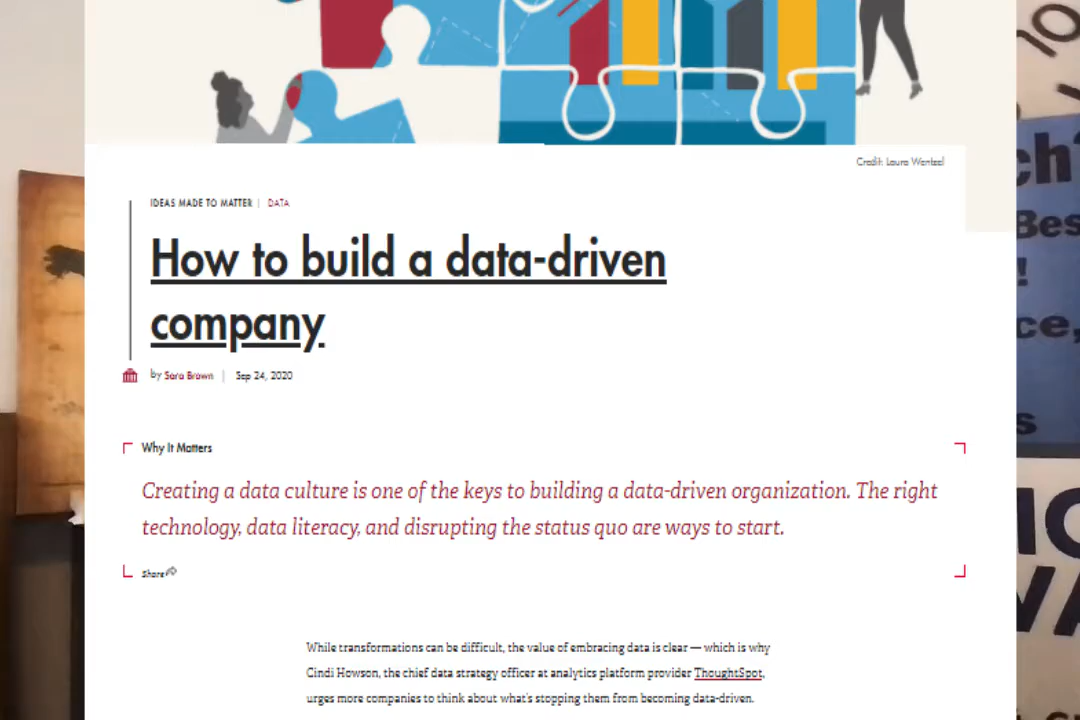 Credit: Laura Wentzel
IDEAS MADE TO MATTER | DATA
How to build a data-driven
company
by Sara Brown | Sep 24, 2020
Why It Matters
Creating a data culture is one of the keys to building a data-driven organization. The right
technology, data literacy, and disrupting the status quo are ways to start.
Share
While transformations can be difficult, the value of embracing data is clear — which is why
Cindi Howson, the chief data strategy officer at analytics platform provider ThoughtSpot,
urges more companies to think about what's stopping them from becoming data-driven.
10
ch?
Bes
!
ce,
s